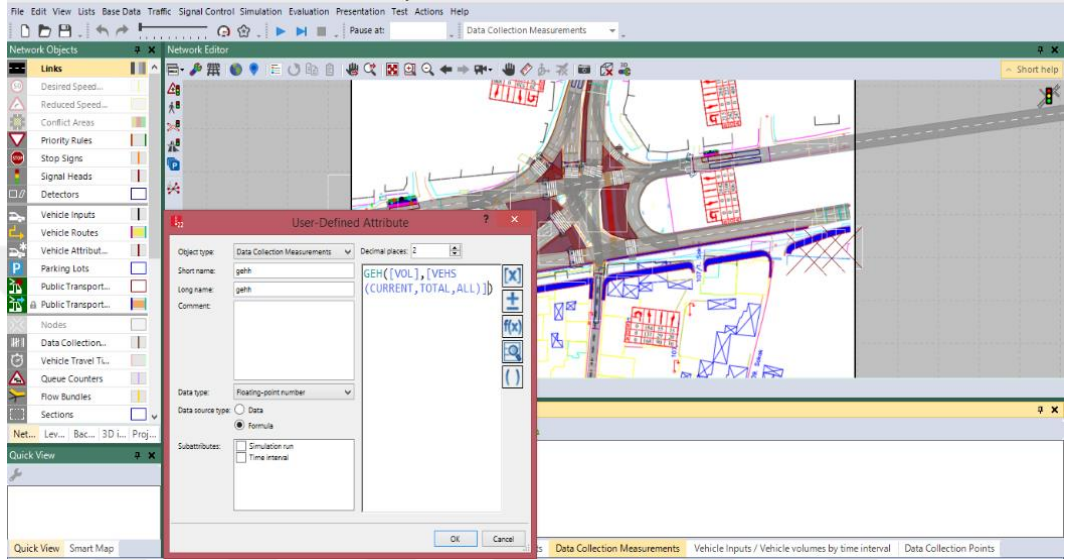 File Edit View Lists Base Data Traffic Signal Control Simulation Evaluation Presentation Test Actions Help
Pause at: Data Collection Measurements
Network Objects
Network Editor
Links
Short help
Desired Speed...
Reduced Speed...
Conflict Areas
Priority Rules
Stop Signs
Signal Heads
Detectors
Vehicle Inputs
Vehicle Routes
Vehicle Attribut...
Parking Lots
Public Transport...
Public Transport...
Nodes
Data Collection...
Vehicle Travel Ti...
Queue Counters
Flow Bundles
Sections
Net... Lev... Bac... 3D i... Proj...
Quick View
Quick View Smart Map
User-Defined Attribute
Object type: Data Collection Measurements
Decimal places: 2
Short name: gehh
Long name: gehh
Comment:
GEH([VOL],[VEHS
(CURRENT,TOTAL,ALL)])
[x]
f(x)
( )
Data type: Floating-point number
Data source type: Data
Formula
Subattributes: Simulation run
Time interval
OK Cancel
Data Collection Measurements Vehicle Inputs / Vehicle volumes by time interval Data Collection Points